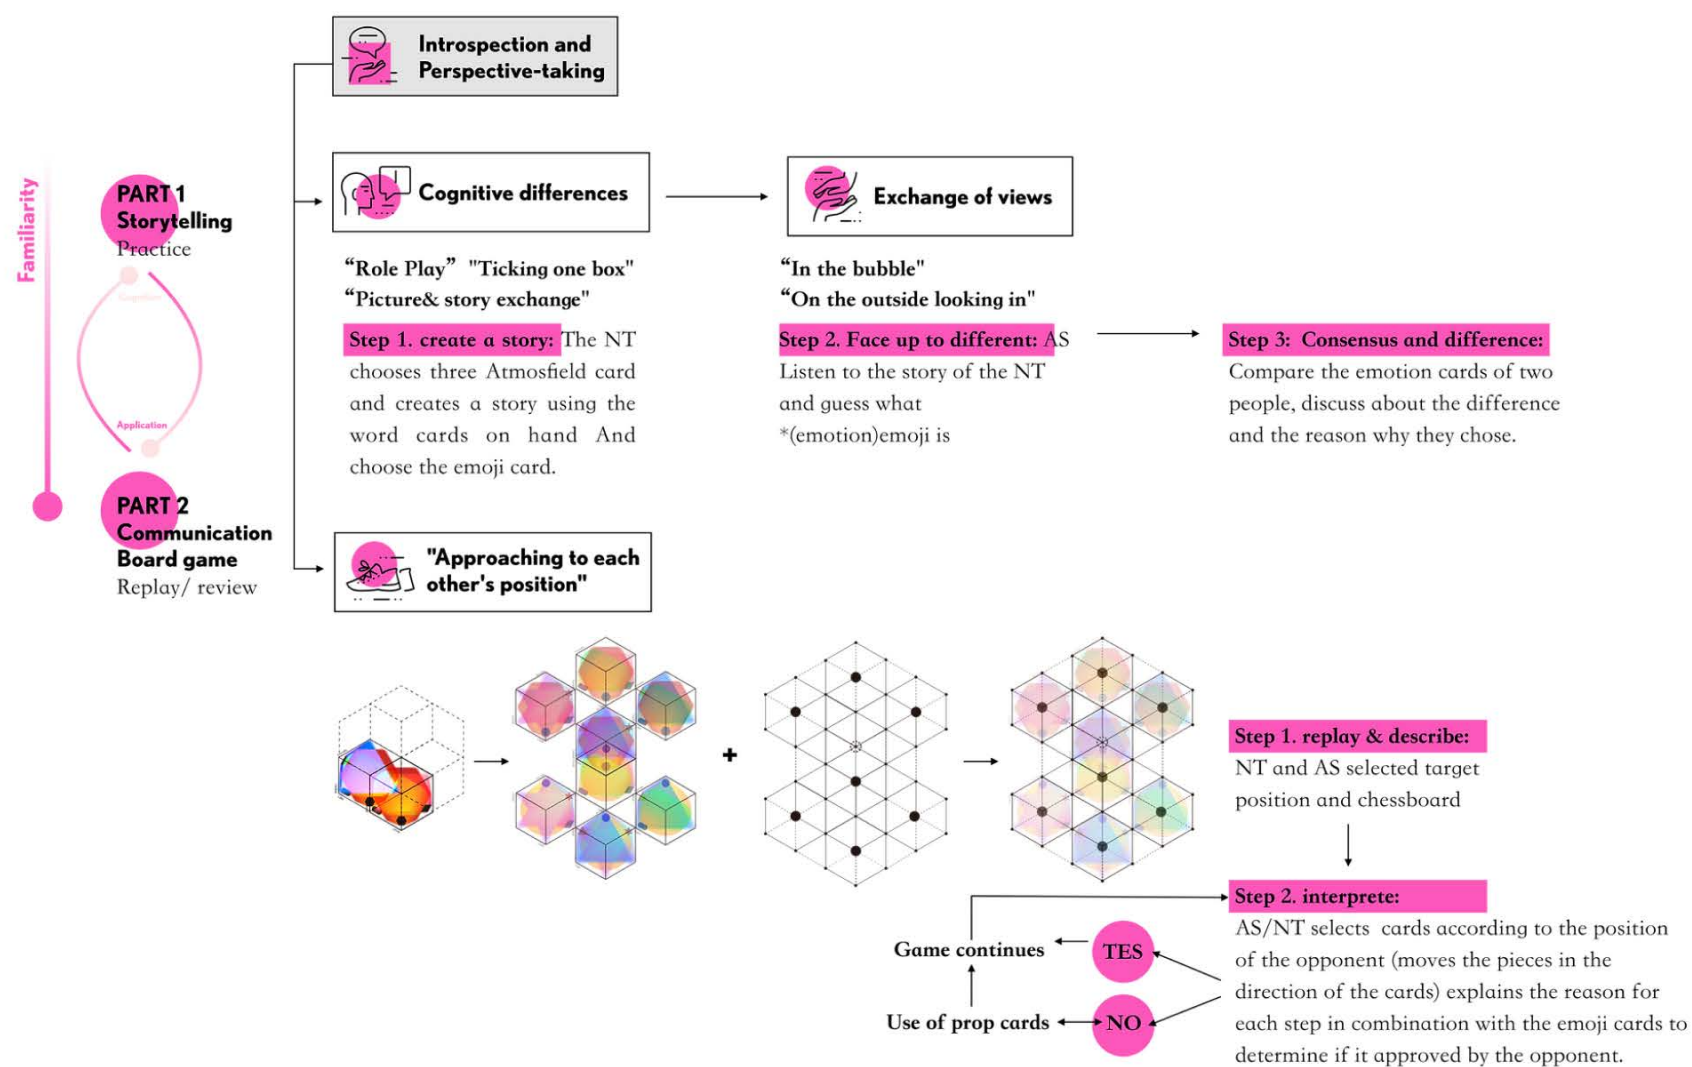 Introspection and
Perspective-taking
Familiarity
PART 1
Storytelling
Practice
Cognition
Application
PART 2
Communication
Board game
Replay/ review
Cognitive differences
“Role Play” "Ticking one box"
“Picture& story exchange"
Step 1. create a story: The NT
chooses three Atmosfield card
and creates a story using the
word cards on hand And
choose the emoji card.
Exchange of views
“In the bubble"
“On the outside looking in"
Step 2. Face up to different: AS
Listen to the story of the NT
and guess what
*(emotion)emoji is
Step 3: Consensus and difference:
Compare the emotion cards of two
people, discuss about the difference
and the reason why they chose.
"Approaching to each
other's position"
+
Step 1. replay & describe:
NT and AS selected target
position and chessboard
Step 2. interprete:
AS/NT selects cards according to the position
of the opponent (moves the pieces in the
direction of the cards) explains the reason for
each step in combination with the emoji cards to
determine if it approved by the opponent.
Game continues
TES
Use of prop cards
NO